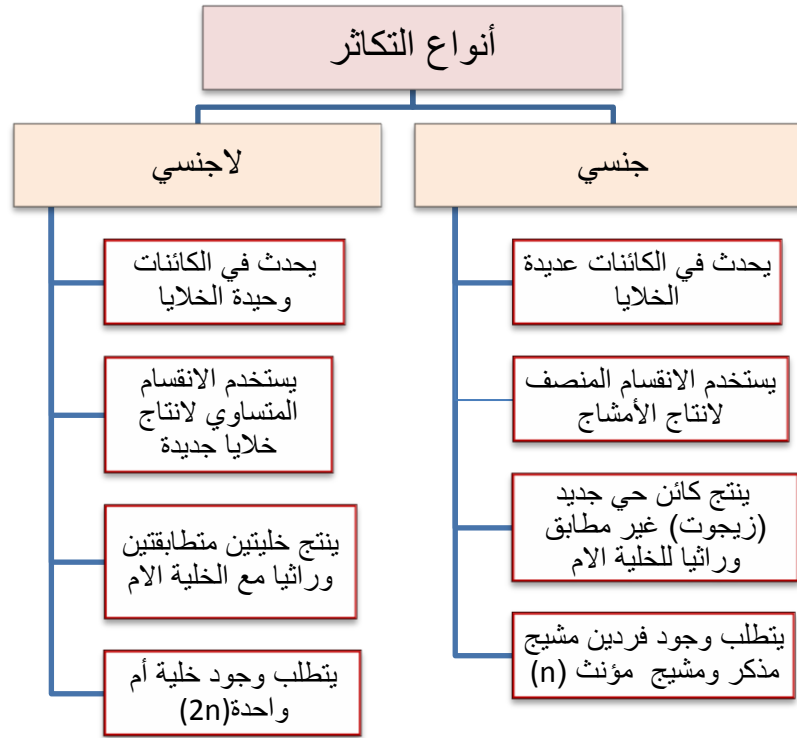 أنواع التكاثر
جنسي
يحدث في الكائنات عديدة
الخلايا
يستخدم الانقسام المنصف
لانتاج الأمشاج
ينتج كائن حي جديد
(زيجوت) غير مطابق
وراثيا للخلية الام
يتطلب وجود فردين مشيج
مذكر ومشيج مؤنث (n)
لاجنسي
يحدث في الكائنات
وحيدة الخلايا
يستخدم الانقسام
المتساوي لانتاج
خلايا جديدة
ينتج خليتين متطابقتين
وراثيا مع الخلية الام
يتطلب وجود خلية أم
واحدة(2n)